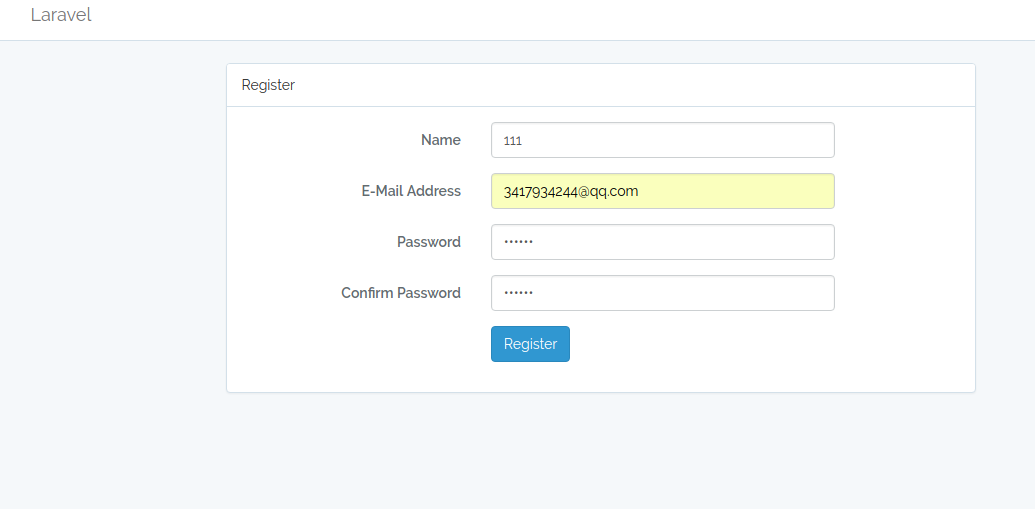 Laravel
Register
Name
111
E-Mail Address
3417934244@qq.com
Password
••••••
Confirm Password
••••••
Register